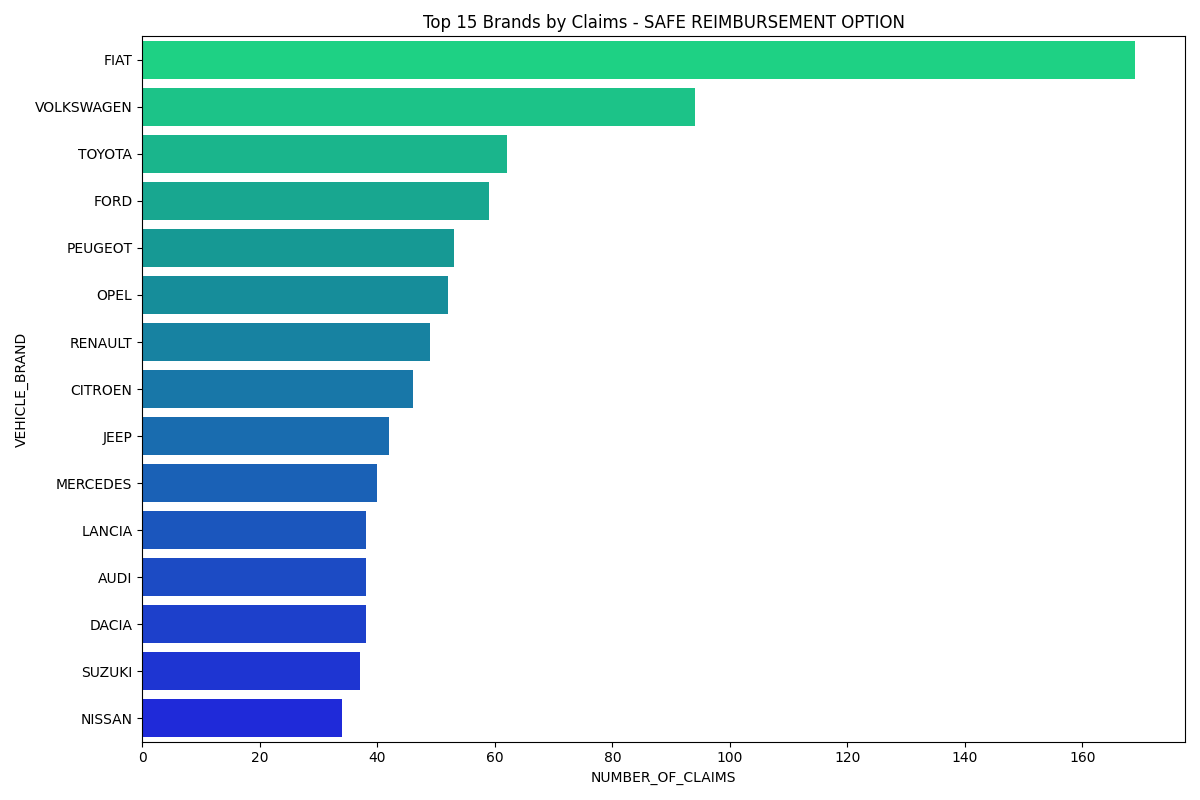 Top 15 Brands by Claims - SAFE REIMBURSEMENT OPTION
FIAT
VOLKSWAGEN
TOYOTA
FORD
PEUGEOT
OPEL
RENAULT
CITROEN
JEEP
MERCEDES
LANCIA
AUDI
DACIA
SUZUKI
NISSAN
VEHICLE_BRAND
0 20 40 60 80 100 120 140 160
NUMBER_OF_CLAIMS